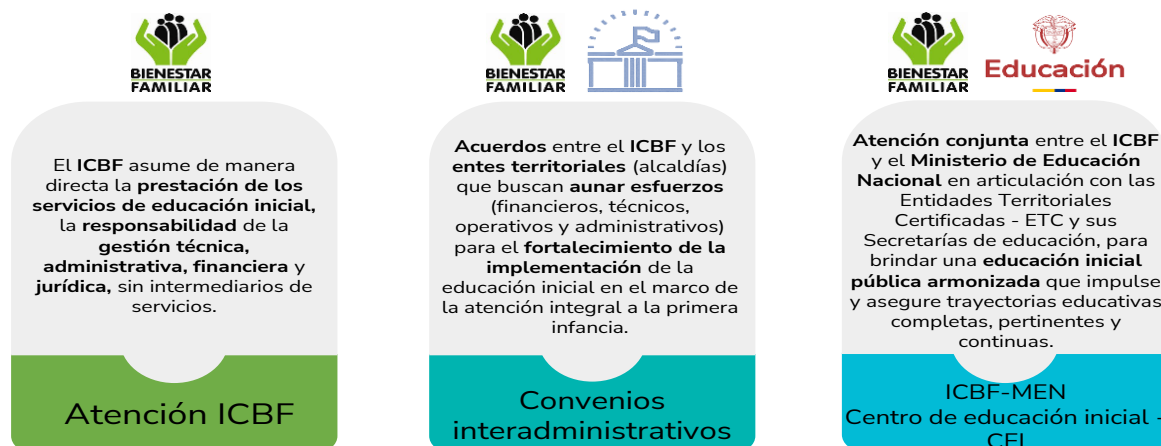 BIENESTAR
FAMILIAR
El ICBF asume de manera
directa la prestación de los
servicios de educación inicial,
la responsabilidad de la
gestión técnica,
administrativa, financiera y
jurídica, sin intermediarios de
servicios.
Atención ICBF
BIENESTAR
FAMILIAR
Acuerdos entre el ICBF y los
entes territoriales (alcaldías)
que buscan aunar esfuerzos
(financieros, técnicos,
operativos y administrativos)
para el fortalecimiento de la
implementación de la
educación inicial en el marco de
la atención integral a la primera
infancia.
Convenios
interadministrativos
BIENESTAR
FAMILIAR
Educación
Atención conjunta entre el ICBF
y el Ministerio de Educación
Nacional en articulación con las
Entidades Territoriales
Certificadas - ETC y sus
Secretarías de educación, para
brindar una educación inicial
pública armonizada que impulse
y asegure trayectorias educativas
completas, pertinentes y
continuas.
ICBF-MEN
Centro de educación inicial -
CEI